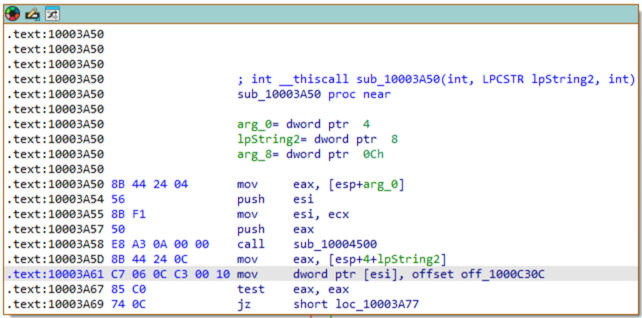 .text:10003A50
.text:10003A50
.text:10003A50
.text:10003A50 ; int __thiscall sub_10003A50(int, LPCSTR lpString2, int)
.text:10003A50 sub_10003A50 proc near
.text:10003A50
.text:10003A50 arg_0= dword ptr  4
.text:10003A50 lpString2= dword ptr  8
.text:10003A50 arg_8= dword ptr  0Ch
.text:10003A50
.text:10003A50 8B 44 24 04 mov eax, [esp+arg_0]
.text:10003A54 56 push esi
.text:10003A55 8B F1 mov esi, ecx
.text:10003A57 50 push eax
.text:10003A58 E8 A3 0A 00 00 call sub_10004500
.text:10003A5D 8B 44 24 0C mov eax, [esp+4+lpString2]
.text:10003A61 C7 06 0C C3 00 10 mov dword ptr [esi], offset off_1000C30C
.text:10003A67 85 C0 test eax, eax
.text:10003A69 74 0C jz short loc_10003A77